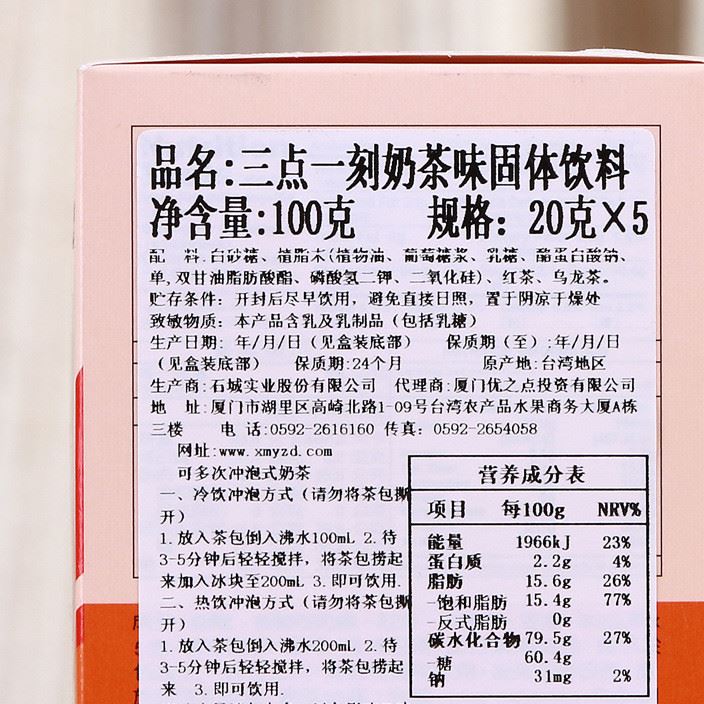 品名:三点一刻奶茶味固体饮料
净含量:100克 规格: 20克×5
配 料:白砂糖、植脂末(植物油、葡萄糖浆、乳糖、酪蛋白酸钠、
单,双甘油脂肪酸酯、磷酸氢二钾、二氧化硅)、红茶、乌龙茶。
贮存条件: 开封后尽早饮用, 避免直接日照, 置于阴凉干燥处
致敏物质: 本产品含乳及乳制品 (包括乳糖)
生产日期: 年/月/日 (见盒装底部) 保质期 (至) :年/月/日
(见盒装底部) 保质期:24个月 原产地:台湾地区
生产商:石城实业股份有限公司 代理商:厦门优之点投资有限公司
地 址:厦门市湖里区高崎北路1-09号台湾农产品水果商务大厦A栋
三楼 电 话:0592-2616160 传真: 0592-2654058
网址:www.xmyzd.com
可多次冲泡式奶茶
一、冷饮冲泡方式 (请勿将茶包撕
开)
1.放入茶包倒入沸水100mL 2.待
3-5分钟后轻轻搅拌, 将茶包捞起
来加入冰块至200mL 3.即可饮用.
二、热饮冲泡方式 (请勿将茶包撕
开)
1.放入茶包倒入沸水200mL 2.待
3-5分钟后轻轻搅拌, 将茶包捞起
来 3.即可饮用.
营养成分表
项目 每100g NRV%
能量 1966kJ 23%
蛋白质 2.2g 4%
脂肪 15.6g 26%
-饱和脂肪 15.4g 77%
-反式脂肪 0g
碳水化合物 79.5g 27%
-糖 60.4g
钠 31mg 2%